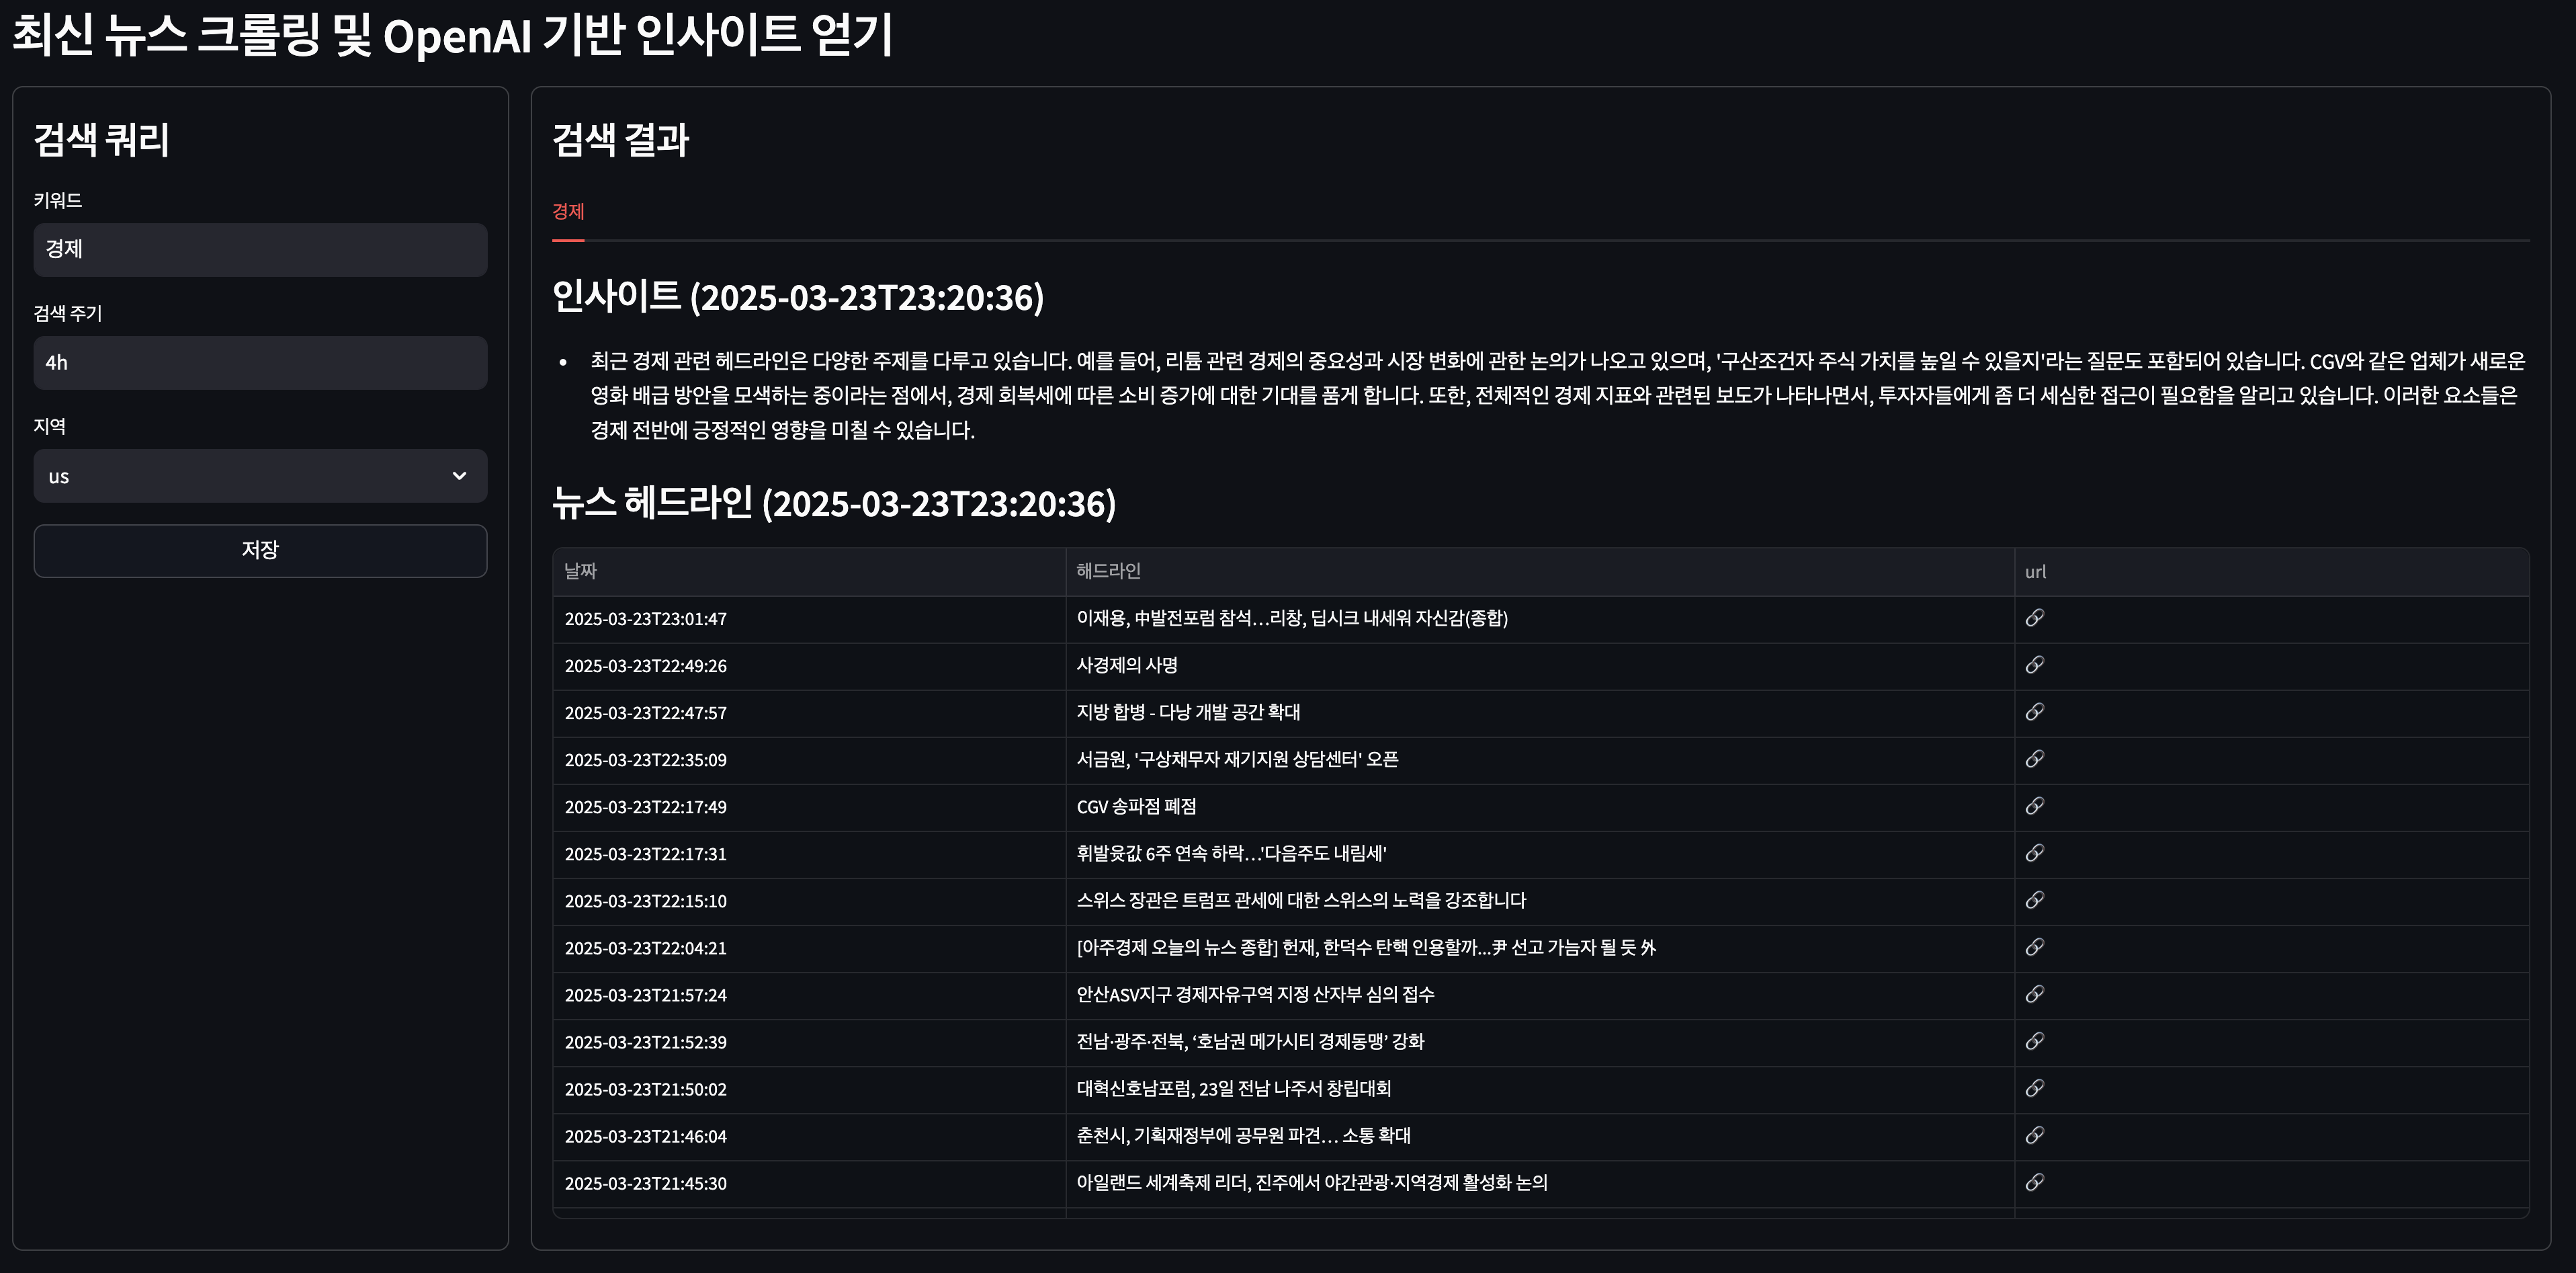 최신 뉴스 크롤링 및 OpenAI 기반 인사이트 얻기
검색 쿼리
키워드
경제
검색 주기
4h
지역
us
저장
검색 결과
경제
인사이트 (2025-03-23T23:20:36)
• 최근 경제 관련 헤드라인은 다양한 주제를 다루고 있습니다. 예를 들어, 리튬 관련 경제의 중요성과 시장 변화에 관한 논의가 나오고 있으며, '구산조건자 주식 가치를 높일 수 있을지'라는 질문도 포함되어 있습니다. CGV와 같은 업체가 새로운
영화 배급 방안을 모색하는 중이라는 점에서, 경제 회복세에 따른 소비 증가에 대한 기대를 품게 합니다. 또한, 전체적인 경제 지표와 관련된 보도가 나타나면서, 투자자들에게 좀 더 세심한 접근이 필요함을 알리고 있습니다. 이러한 요소들은
경제 전반에 긍정적인 영향을 미칠 수 있습니다.
뉴스 헤드라인 (2025-03-23T23:20:36)
날짜 해드라인 url
2025-03-23T23:01:47 이재용, 中발전포럼 참석…리창, 딥시크 내세워 자신감(종합)
2025-03-23T22:49:26 사경제의 사명
2025-03-23T22:47:57 지방 합병 - 다낭 개발 공간 확대
2025-03-23T22:35:09 서금원, '구상채무자 재기지원 상담센터' 오픈
2025-03-23T22:17:49 CGV 송파점 폐점
2025-03-23T22:17:31 휘발윳값 6주 연속 하락…'다음주도 내림세'
2025-03-23T22:15:10 스위스 장관은 트럼프 관세에 대한 스위스의 노력을 강조합니다
2025-03-23T22:04:21 [아주경제 오늘의 뉴스 종합] 헌재, 한덕수 탄핵 인용할까...尹 선고 가늠자 될 듯 外
2025-03-23T21:57:24 안산ASV지구 경제자유구역 지정 산자부 심의 접수
2025-03-23T21:52:39 전남·광주·전북, ‘호남권 메가시티 경제동맹’ 강화
2025-03-23T21:50:02 대혁신호남포럼, 23일 전남 나주서 창립대회
2025-03-23T21:46:04 춘천시, 기획재정부에 공무원 파견… 소통 확대
2025-03-23T21:45:30 아일랜드 세계축제 리더, 진주에서 야간관광·지역경제 활성화 논의